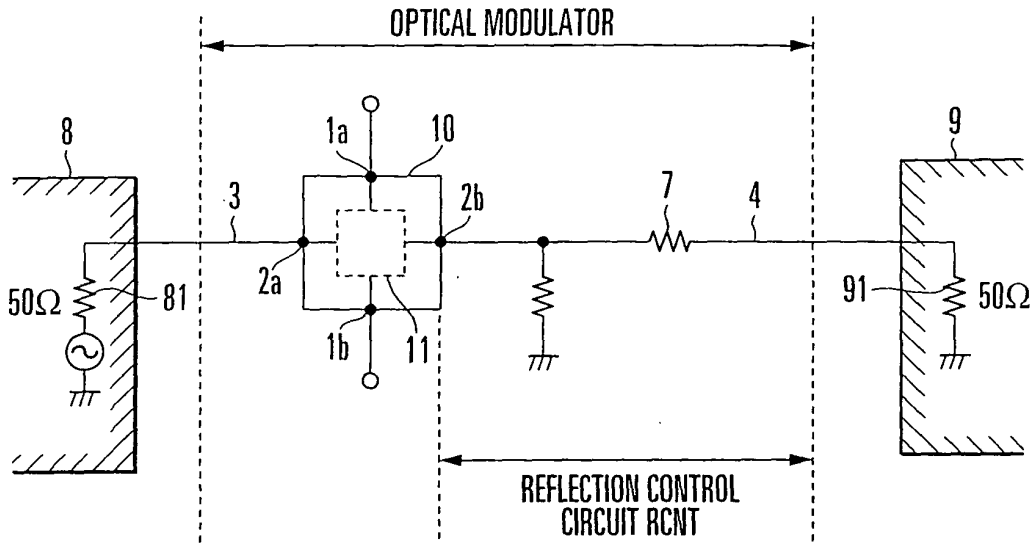 OPTICAL MODULATOR
8
3
1a
10
2b
7
4
9
2a
50Ω
81
1b
11
91
50Ω
REFLECTION CONTROL
CIRCUIT RCNT